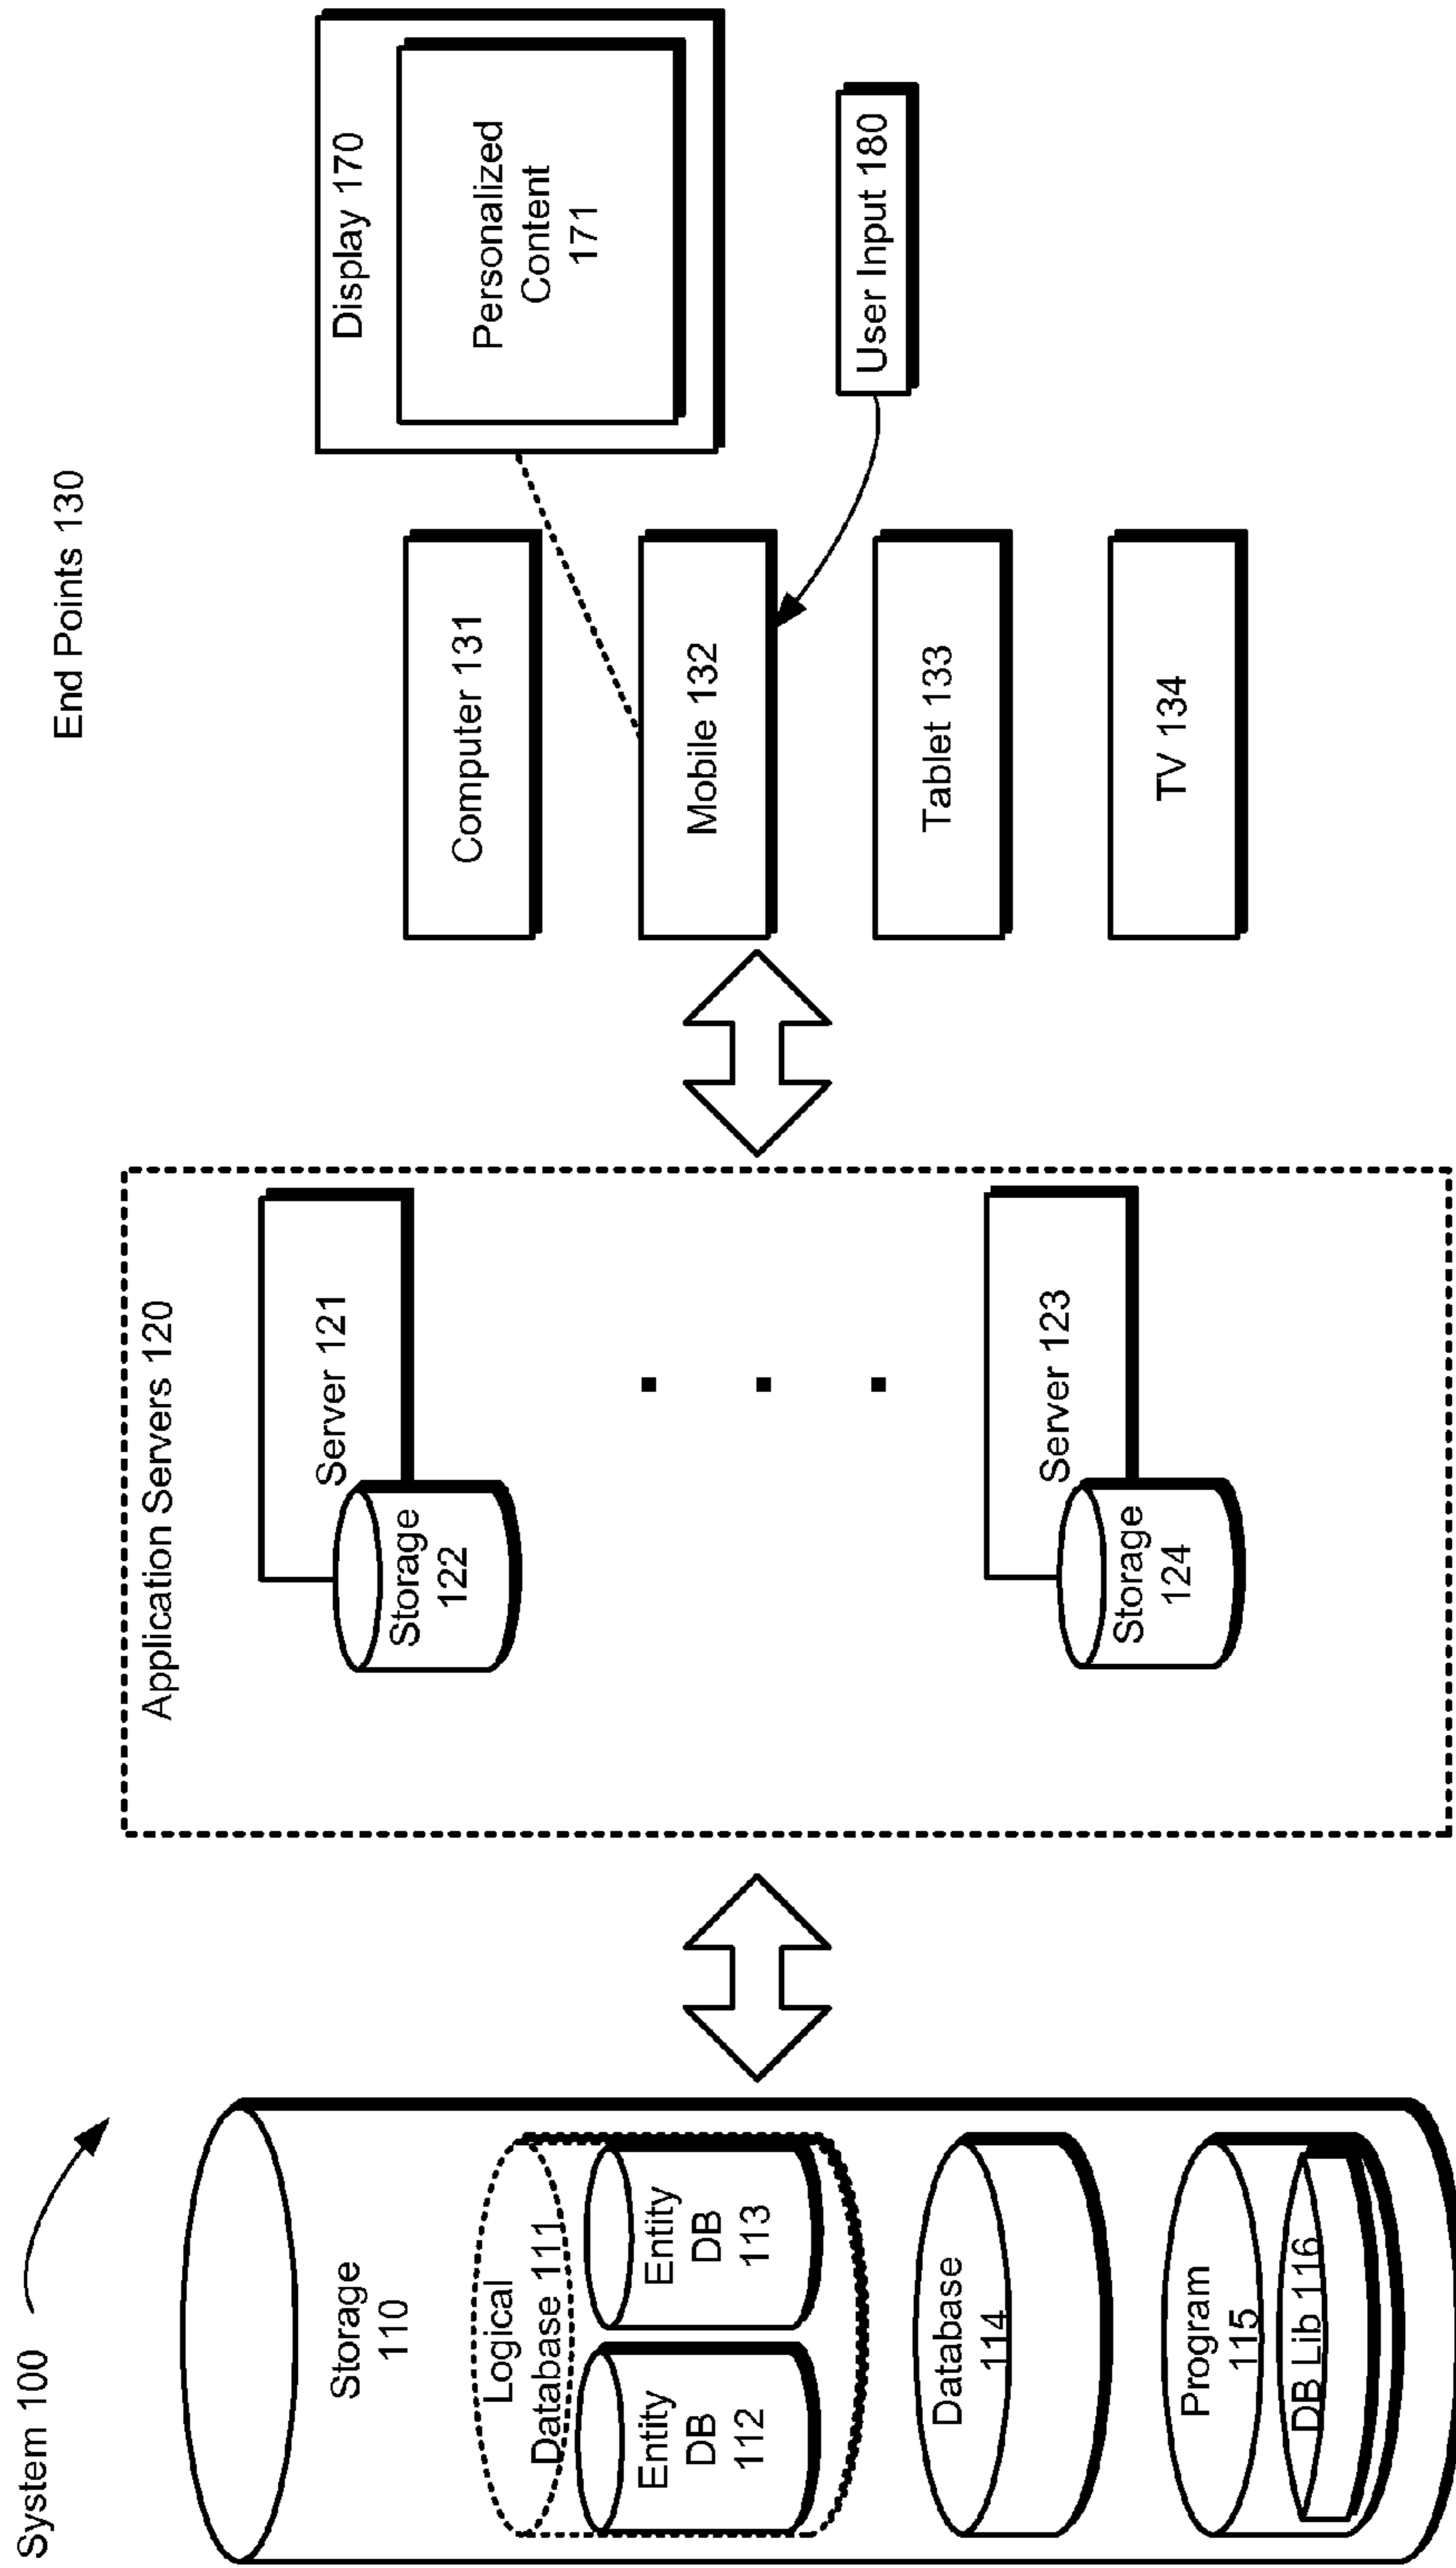 System 100
Storage
110
Logical
Database 111
Entity
DB
112
Entity
DB
113
Database
114
Program
115
DB Lib 116
Application Servers 120
Server 121
Storage
122
Server 123
Storage
124
End Points 130
Computer 131
Mobile 132
Tablet 133
TV 134
Display 170
Personalized
Content
171
User Input 180